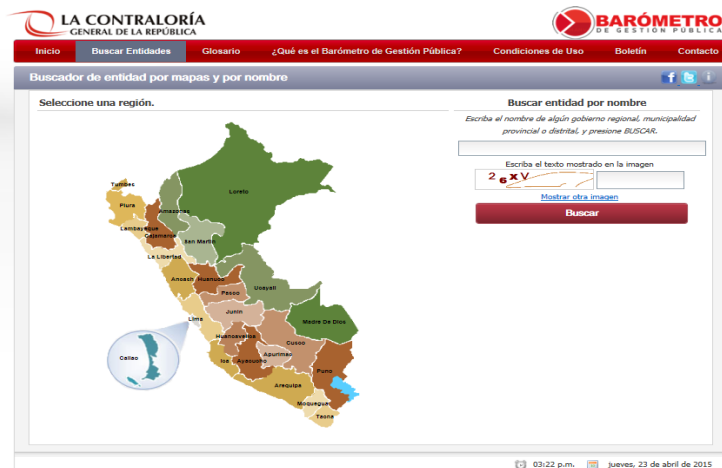 LA CONTRALORÍA
GENERAL DE LA REPÚBLICA
BARÓMETRO
DE GESTIÓN PÚBLICA
Inicio Buscar Entidades Glosario ¿Qué es el Barómetro de Gestión Pública? Condiciones de Uso Boletín Contacto
Buscador de entidad por mapas y por nombre
Seleccione una región.
Buscar entidad por nombre
Escriba el nombre de algún gobierno regional, municipalidad
provincial o distrital, y presione BUSCAR.
Escriba el texto mostrado en la imagen
2 6 x V
Mostrar otra imagen
Buscar
Tumbes
Loreto
Piura
Amazonas
Lambayeque
Cajamarca
San Martin
La Libertad
Ancash
Huanuco
Ucayali
Pasco
Junin
Lima
Madre De Dios
Huancavelica
Cusco
Callao
Apurimac
Ica
Ayacucho
Puno
Arequipa
Moquegua
Tacna
03:22 p.m. jueves, 23 de abril de 2015